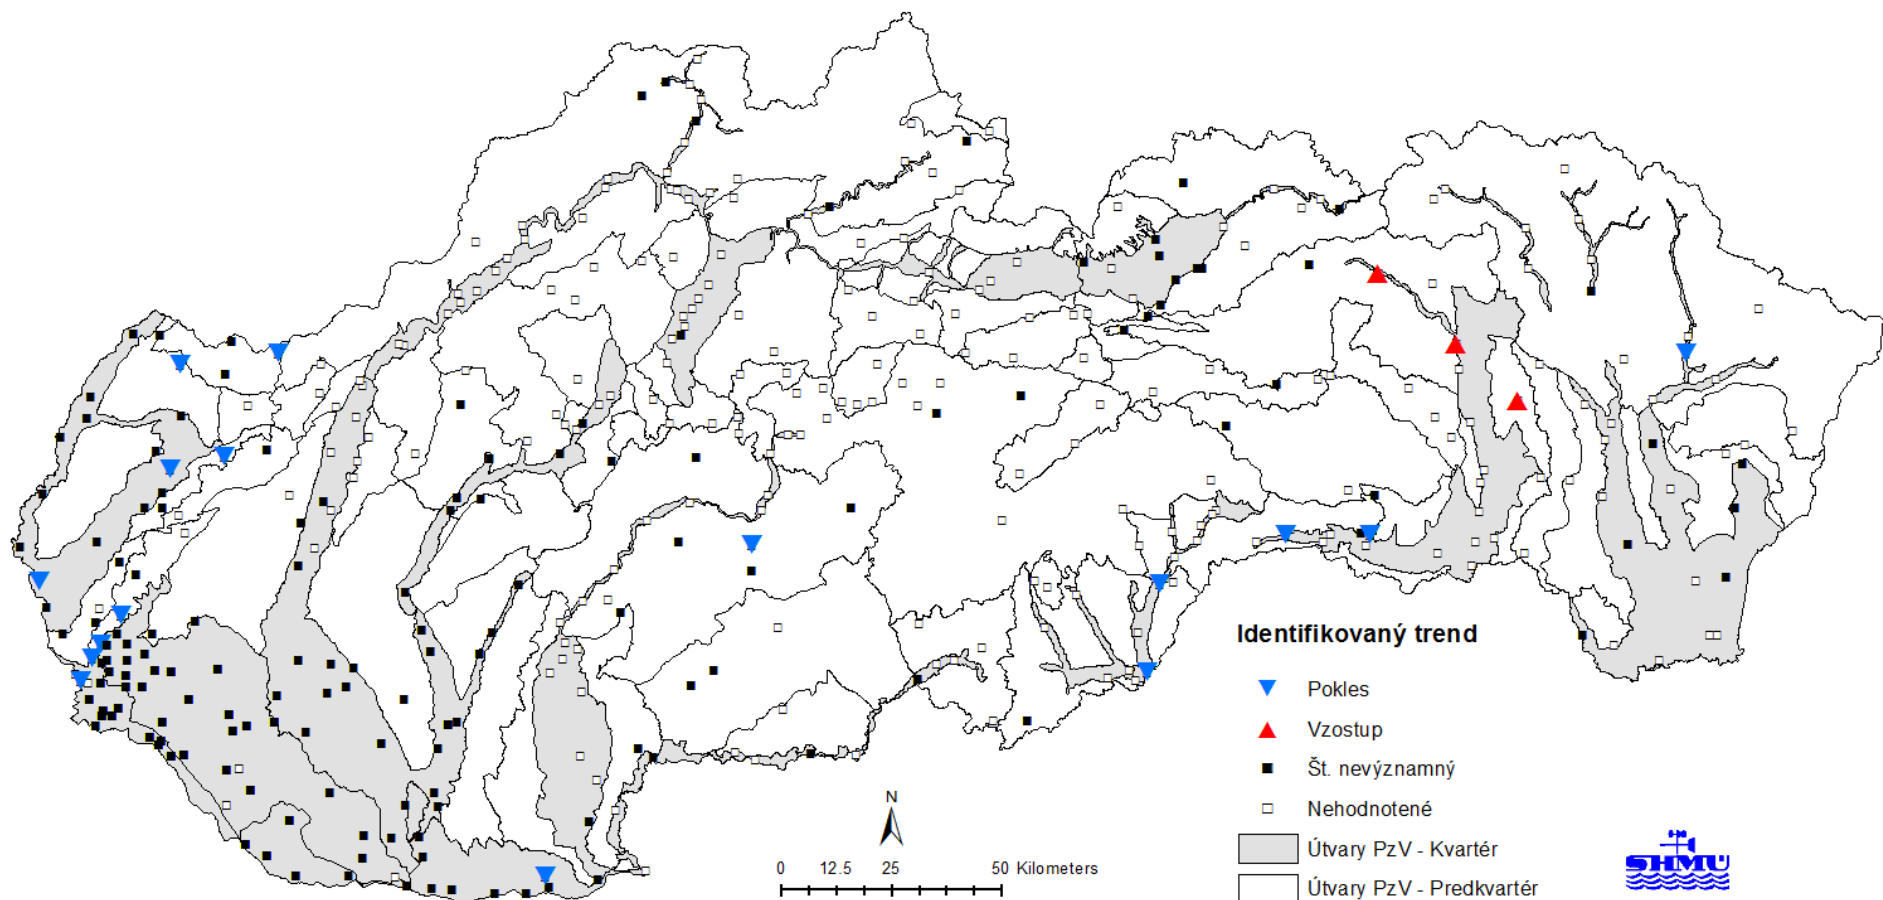 Identifikovaný trend
Pokles
Vzostup
Št. nevýznamný
Nehodnotené
Útvary PzV - Kvartér
Útvary PzV - Predkvartér
N
0 12.5 25 50 Kilometers
SHMÚ